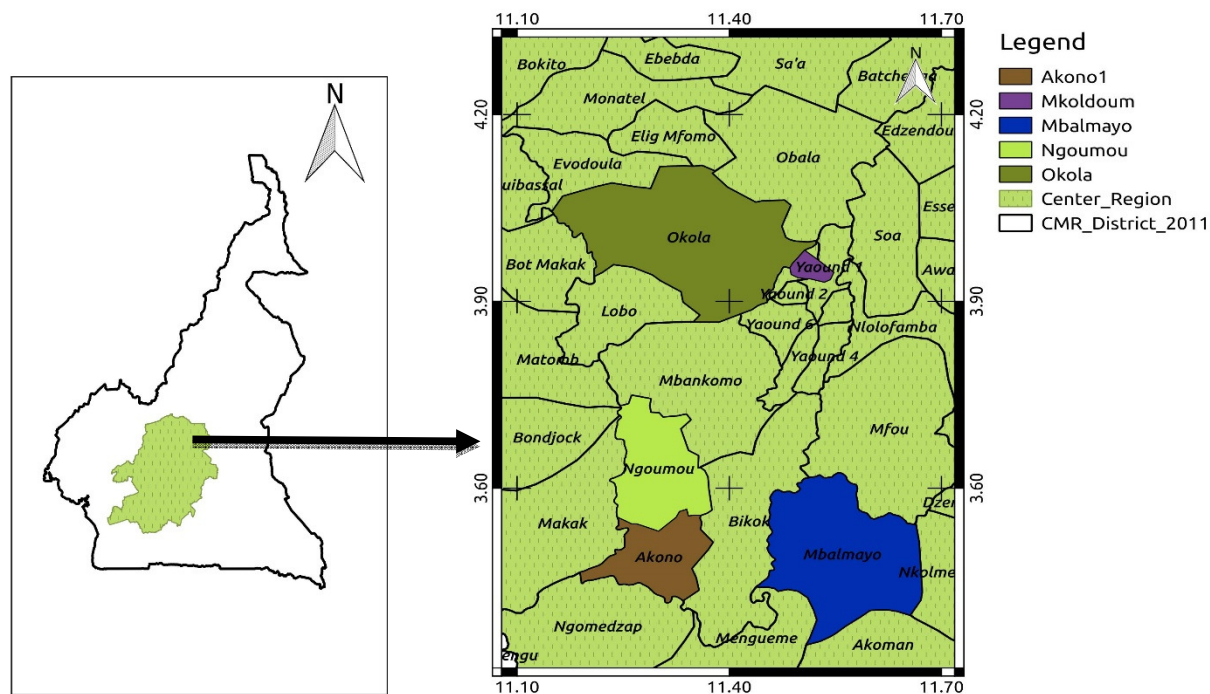 N
11.10 11.40 11.70
4.20
3.90
3.60
11.10 11.40 11.70
4.20
3.90
3.60
N
Bokito
Ebebda
Sa'a
Monatel
Elig Mfomo
Edzendou
Obala
Evodoula
uibassal
Soa
Esse
Okola
Bot Makak
Yaound 1
Awa
Yaound 2
Lobo
Yaound 6
Nlolofamba
Matomb
Yaound 4
Mbankomo
Bondjock
Mfou
Ngoumou
Dzen
Makak
Bikok
Akono
Mbalmayo
Nkolme
Ngomedzap
Mengueme
Akoman
engu
Legend
Akono1
Mkoldoum
Mbalmayo
Ngoumou
Okola
Center_Region
CMR_District_2011